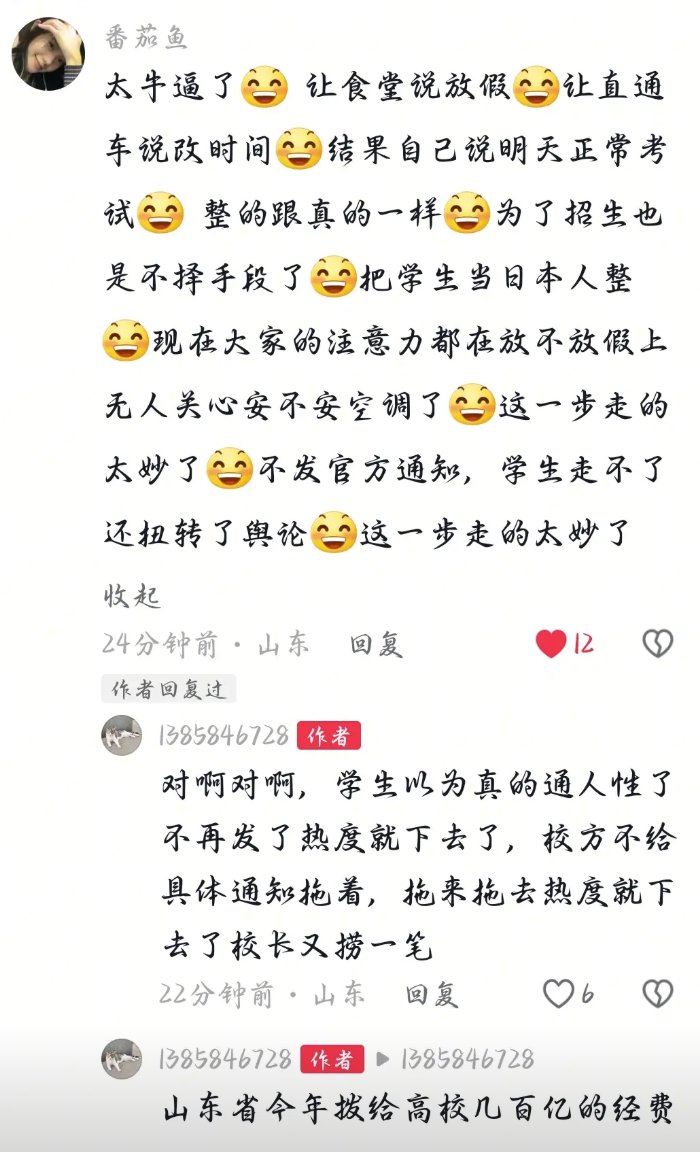 番茄鱼
太牛逼了😄 让食堂说放假😄让直通
车说改时间😄结果自己说明天正常考
试😄 整的跟真的一样😄为了招生也
是不择手段了😄把学生当日本人整
😄现在大家的注意力都在放不放假上
无人关心安不安空调了😄这一步走的
太妙了😄不发官方通知，学生走不了
还扭转了舆论😄这一步走的太妙了
收起
24分钟前 · 山东 回复 12
作者回复过
1385846728 作者
对啊对啊，学生以为真的通人性了
不再发了热度就下去了，校方不给
具体通知拖着，拖来拖去热度就下
去了校长又捞一笔
22分钟前 · 山东 回复 6
1385846728 作者 ▶ 1385846728
山东省今年拨给高校几百亿的经费